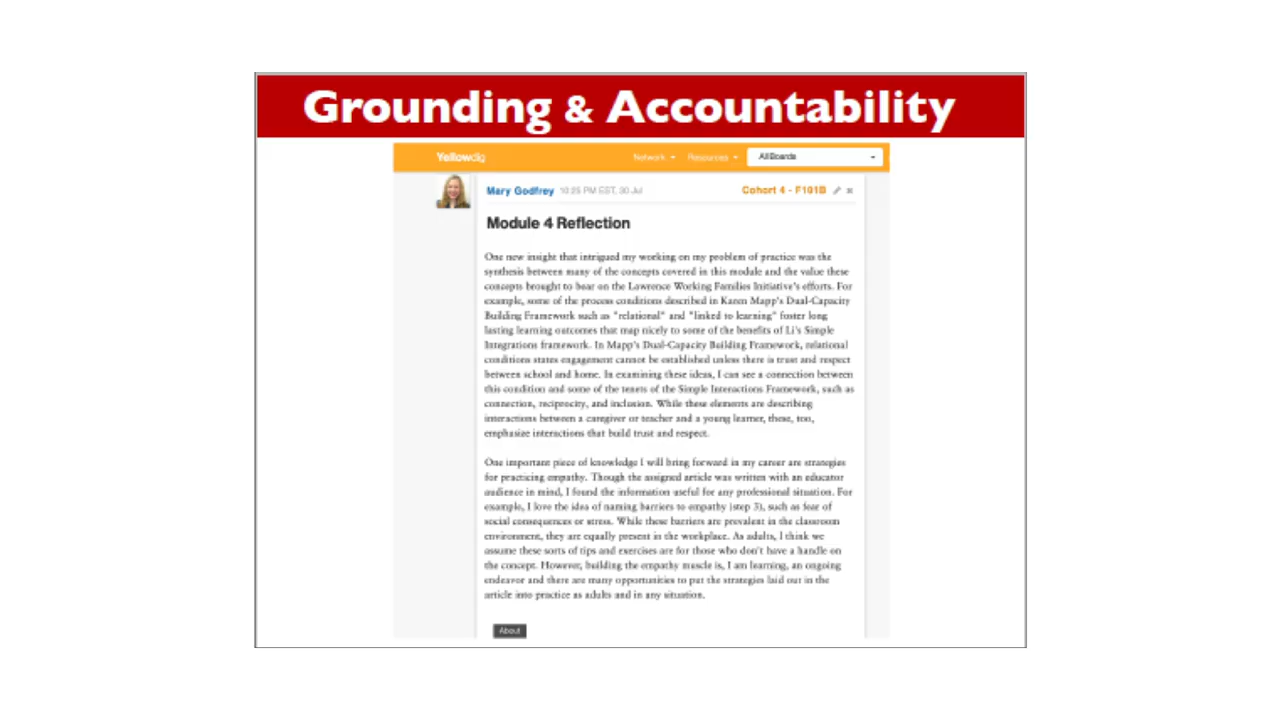 Grounding & Accountability
Yellowdig Network Resources All Boards
Mary Godfrey 10:25 PM EST, 30-Jul Cohort 4 - F101B
Module 4 Reflection
One new insight that intrigued my working on my problem of practice was the
synthesis between many of the concepts covered in this module and the value these
concepts brought to bear on the Lawrence Working Families Initiative's efforts. For
example, some of the process conditions described in Karen Mapp's Dual-Capacity
Building Framework such as "relational" and "linked to learning" foster long
lasting learning outcomes that map nicely to some of the benefits of Li's Simple
Integrations framework. In Mapp's Dual-Capacity Building Framework, relational
conditions states engagement cannot be established unless there is trust and respect
between school and home. In examining these ideas, I can see a connection between
this condition and some of the tenets of the Simple Interactions Framework, such as
connection, reciprocity, and inclusion. While these elements are describing
interactions between a caregiver or teacher and a young learner, these, too,
emphasize interactions that build trust and respect.
One important piece of knowledge I will bring forward in my career are strategies
for practicing empathy. Though the assigned article was written with an educator
audience in mind, I found the information useful for any professional situation. For
example, I love the idea of naming barriers to empathy (step 3), such as fear of
social consequences or stress. While these barriers are prevalent in the classroom
environment, they are equally present in the workplace. As adults, I think we
assume these sorts of tips and exercises are for those who don't have a handle on
the concept. However, building the empathy muscle is, I am learning, an ongoing
endeavor and there are many opportunities to put the strategies laid out in the
article into practice as adults and in any situation.
About